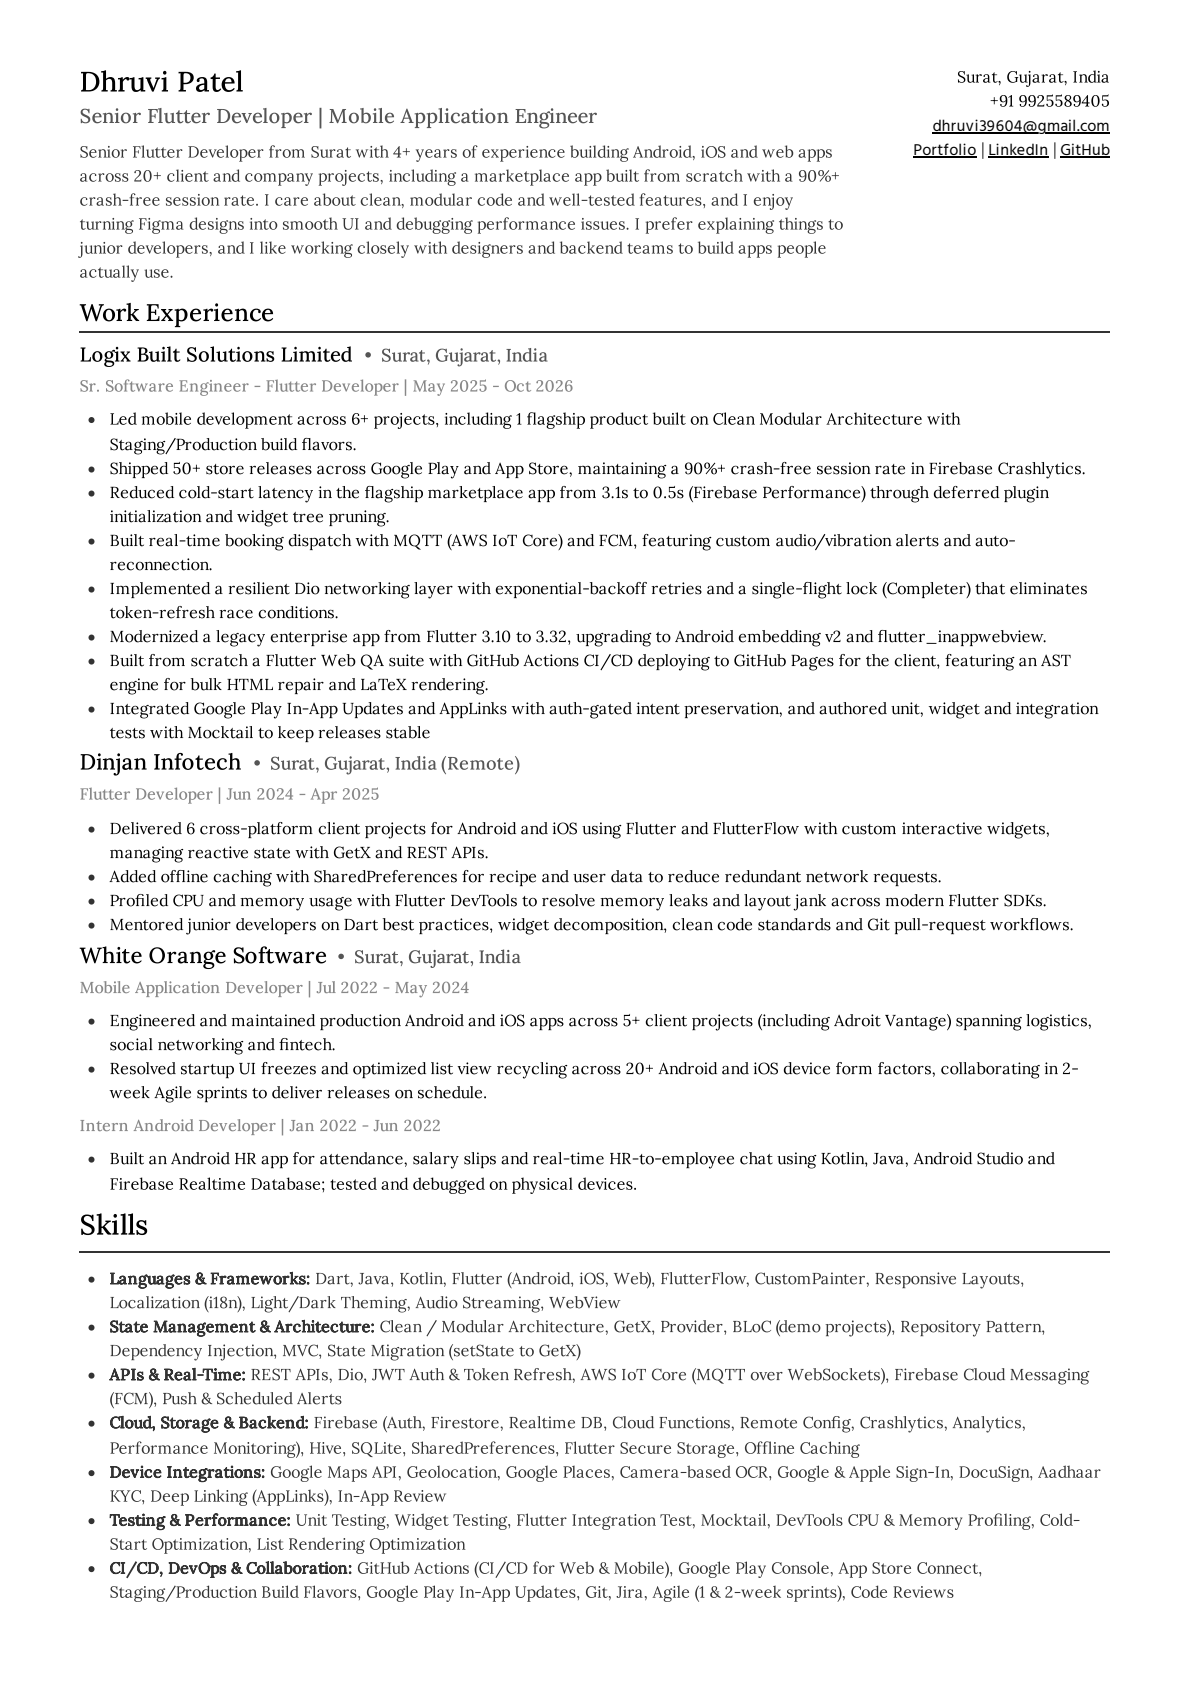 Dhruvi Patel
Senior Flutter Developer | Mobile Application Engineer
Senior Flutter Developer from Surat with 4+ years of experience building Android, iOS and web apps
across 20+ client and company projects, including a marketplace app built from scratch with a 90%+
crash-free session rate. I care about clean, modular code and well-tested features, and I enjoy
turning Figma designs into smooth UI and debugging performance issues. I prefer explaining things to
junior developers, and I like working closely with designers and backend teams to build apps people
actually use.
Surat, Gujarat, India
+91 9925589405
dhruvi39604@gmail.com
Portfolio | LinkedIn | GitHub
Work Experience
Logix Built Solutions Limited • Surat, Gujarat, India
Sr. Software Engineer - Flutter Developer | May 2025 - Oct 2026
• Led mobile development across 6+ projects, including 1 flagship product built on Clean Modular Architecture with
Staging/Production build flavors.
• Shipped 50+ store releases across Google Play and App Store, maintaining a 90%+ crash-free session rate in Firebase Crashlytics.
• Reduced cold-start latency in the flagship marketplace app from 3.1s to 0.5s (Firebase Performance) through deferred plugin
initialization and widget tree pruning.
• Built real-time booking dispatch with MQTT (AWS IoT Core) and FCM, featuring custom audio/vibration alerts and auto-
reconnection.
• Implemented a resilient Dio networking layer with exponential-backoff retries and a single-flight lock (Completer) that eliminates
token-refresh race conditions.
• Modernized a legacy enterprise app from Flutter 3.10 to 3.32, upgrading to Android embedding v2 and flutter_inappwebview.
• Built from scratch a Flutter Web QA suite with GitHub Actions CI/CD deploying to GitHub Pages for the client, featuring an AST
engine for bulk HTML repair and LaTeX rendering.
• Integrated Google Play In-App Updates and AppLinks with auth-gated intent preservation, and authored unit, widget and integration
tests with Mocktail to keep releases stable
Dinjan Infotech • Surat, Gujarat, India (Remote)
Flutter Developer | Jun 2024 - Apr 2025
• Delivered 6 cross-platform client projects for Android and iOS using Flutter and FlutterFlow with custom interactive widgets,
managing reactive state with GetX and REST APIs.
• Added offline caching with SharedPreferences for recipe and user data to reduce redundant network requests.
• Profiled CPU and memory usage with Flutter DevTools to resolve memory leaks and layout jank across modern Flutter SDKs.
• Mentored junior developers on Dart best practices, widget decomposition, clean code standards and Git pull-request workflows.
White Orange Software • Surat, Gujarat, India
Mobile Application Developer | Jul 2022 - May 2024
• Engineered and maintained production Android and iOS apps across 5+ client projects (including Adroit Vantage) spanning logistics,
social networking and fintech.
• Resolved startup UI freezes and optimized list view recycling across 20+ Android and iOS device form factors, collaborating in 2-
week Agile sprints to deliver releases on schedule.
Intern Android Developer | Jan 2022 - Jun 2022
• Built an Android HR app for attendance, salary slips and real-time HR-to-employee chat using Kotlin, Java, Android Studio and
Firebase Realtime Database; tested and debugged on physical devices.
Skills
• Languages & Frameworks: Dart, Java, Kotlin, Flutter (Android, iOS, Web), FlutterFlow, CustomPainter, Responsive Layouts,
Localization (i18n), Light/Dark Theming, Audio Streaming, WebView
• State Management & Architecture: Clean / Modular Architecture, GetX, Provider, BLoC (demo projects), Repository Pattern,
Dependency Injection, MVC, State Migration (setState to GetX)
• APIs & Real-Time: REST APIs, Dio, JWT Auth & Token Refresh, AWS IoT Core (MQTT over WebSockets), Firebase Cloud Messaging
(FCM), Push & Scheduled Alerts
• Cloud, Storage & Backend: Firebase (Auth, Firestore, Realtime DB, Cloud Functions, Remote Config, Crashlytics, Analytics,
Performance Monitoring), Hive, SQLite, SharedPreferences, Flutter Secure Storage, Offline Caching
• Device Integrations: Google Maps API, Geolocation, Google Places, Camera-based OCR, Google & Apple Sign-In, DocuSign, Aadhaar
KYC, Deep Linking (AppLinks), In-App Review
• Testing & Performance: Unit Testing, Widget Testing, Flutter Integration Test, Mocktail, DevTools CPU & Memory Profiling, Cold-
Start Optimization, List Rendering Optimization
• CI/CD, DevOps & Collaboration: GitHub Actions (CI/CD for Web & Mobile), Google Play Console, App Store Connect,
Staging/Production Build Flavors, Google Play In-App Updates, Git, Jira, Agile (1 & 2-week sprints), Code Reviews